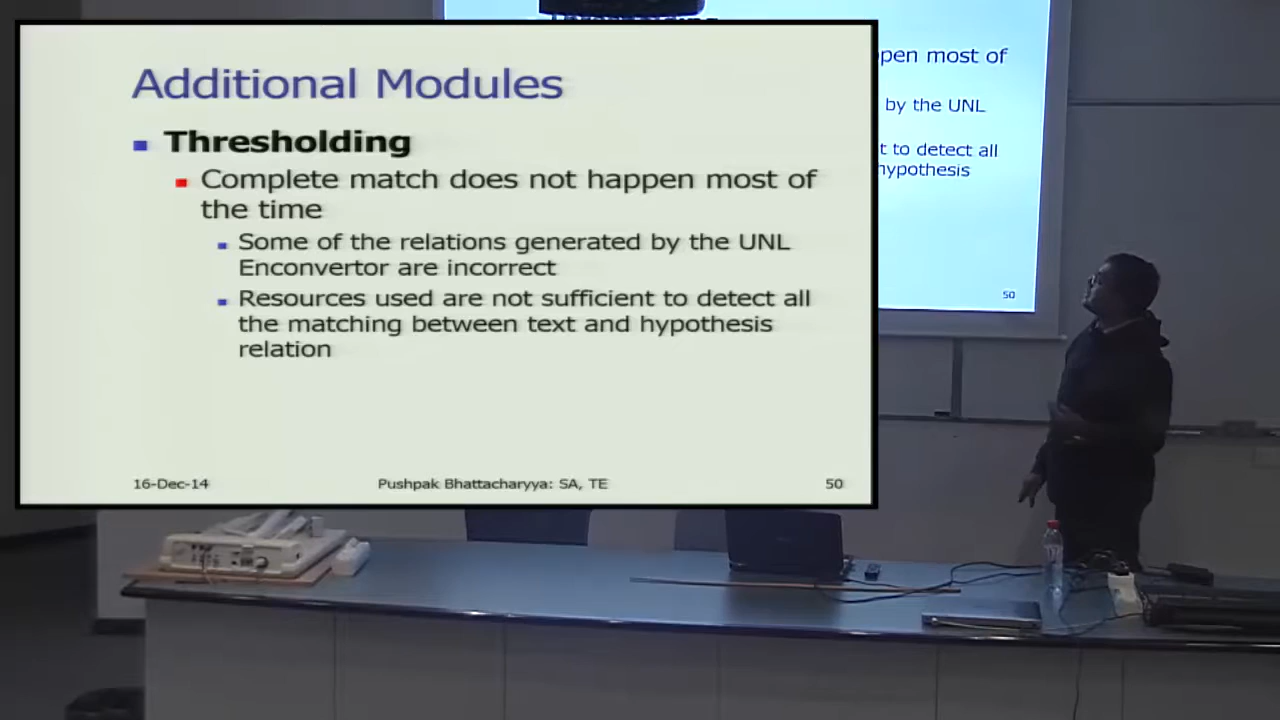 Additional Modules
Thresholding
Complete match does not happen most of
the time
Some of the relations generated by the UNL
Enconvertor are incorrect
Resources used are not sufficient to detect all
the matching between text and hypothesis
relation
16-Dec-14
Pushpak Bhattacharyya: SA, TE
50
most of
by the UNL
to detect all
hypothesis
50